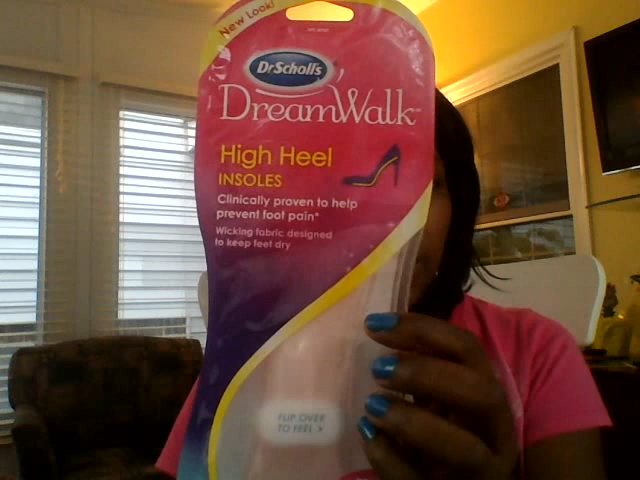 New Look!
Dr.Scholl's
DreamWalk™
High Heel
INSOLES
Clinically proven to help
prevent foot pain*
Wicking fabric designed
to keep feet dry
FLIP OVER
TO FEEL >